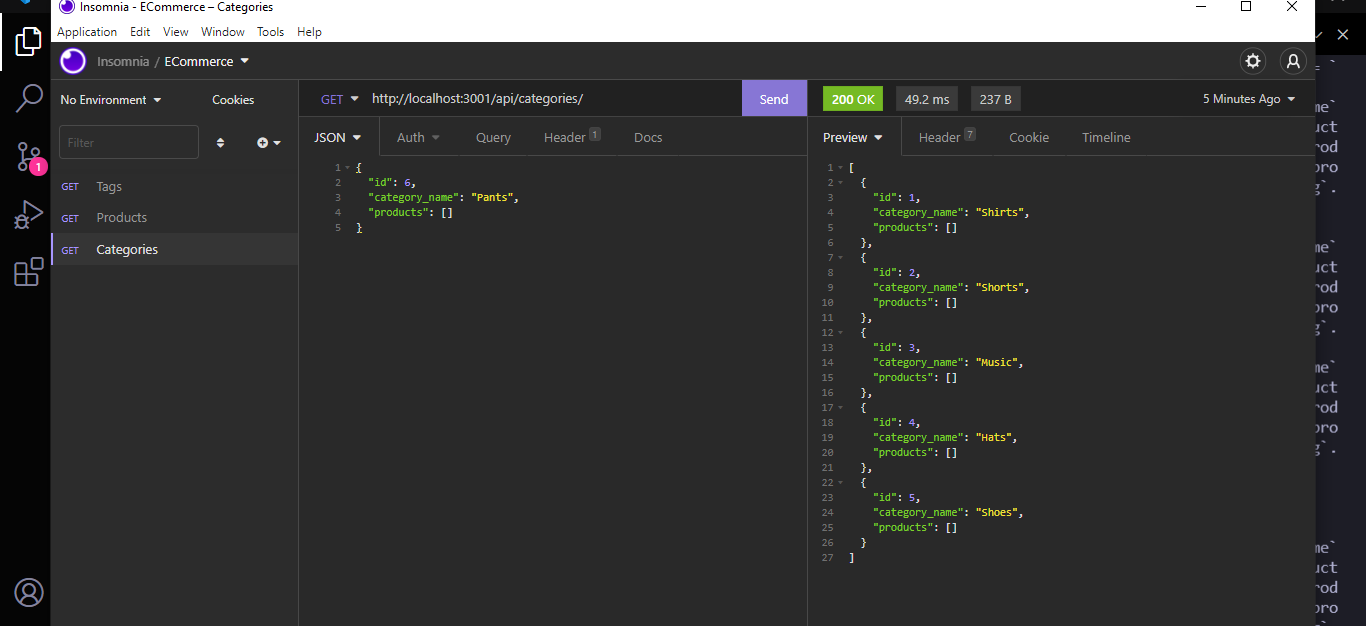 Insomnia - ECommerce – Categories
Application Edit View Window Tools Help
Insomnia / ECommerce
No Environment Cookies
GET http://localhost:3001/api/categories/ Send
200 OK 49.2 ms 237 B 5 Minutes Ago
Filter
JSON Auth Query Header 1 Docs
Preview Header 7 Cookie Timeline
1
GET Tags
GET Products
GET Categories
1 {
2 "id": 6,
3 "category_name": "Pants",
4 "products": []
5 }
1 [
2 {
3 "id": 1,
4 "category_name": "Shirts",
5 "products": []
6 },
7 {
8 "id": 2,
9 "category_name": "Shorts",
10 "products": []
11 },
12 {
13 "id": 3,
14 "category_name": "Music",
15 "products": []
16 },
17 {
18 "id": 4,
19 "category_name": "Hats",
20 "products": []
21 },
22 {
23 "id": 5,
24 "category_name": "Shoes",
25 "products": []
26 }
27 ]